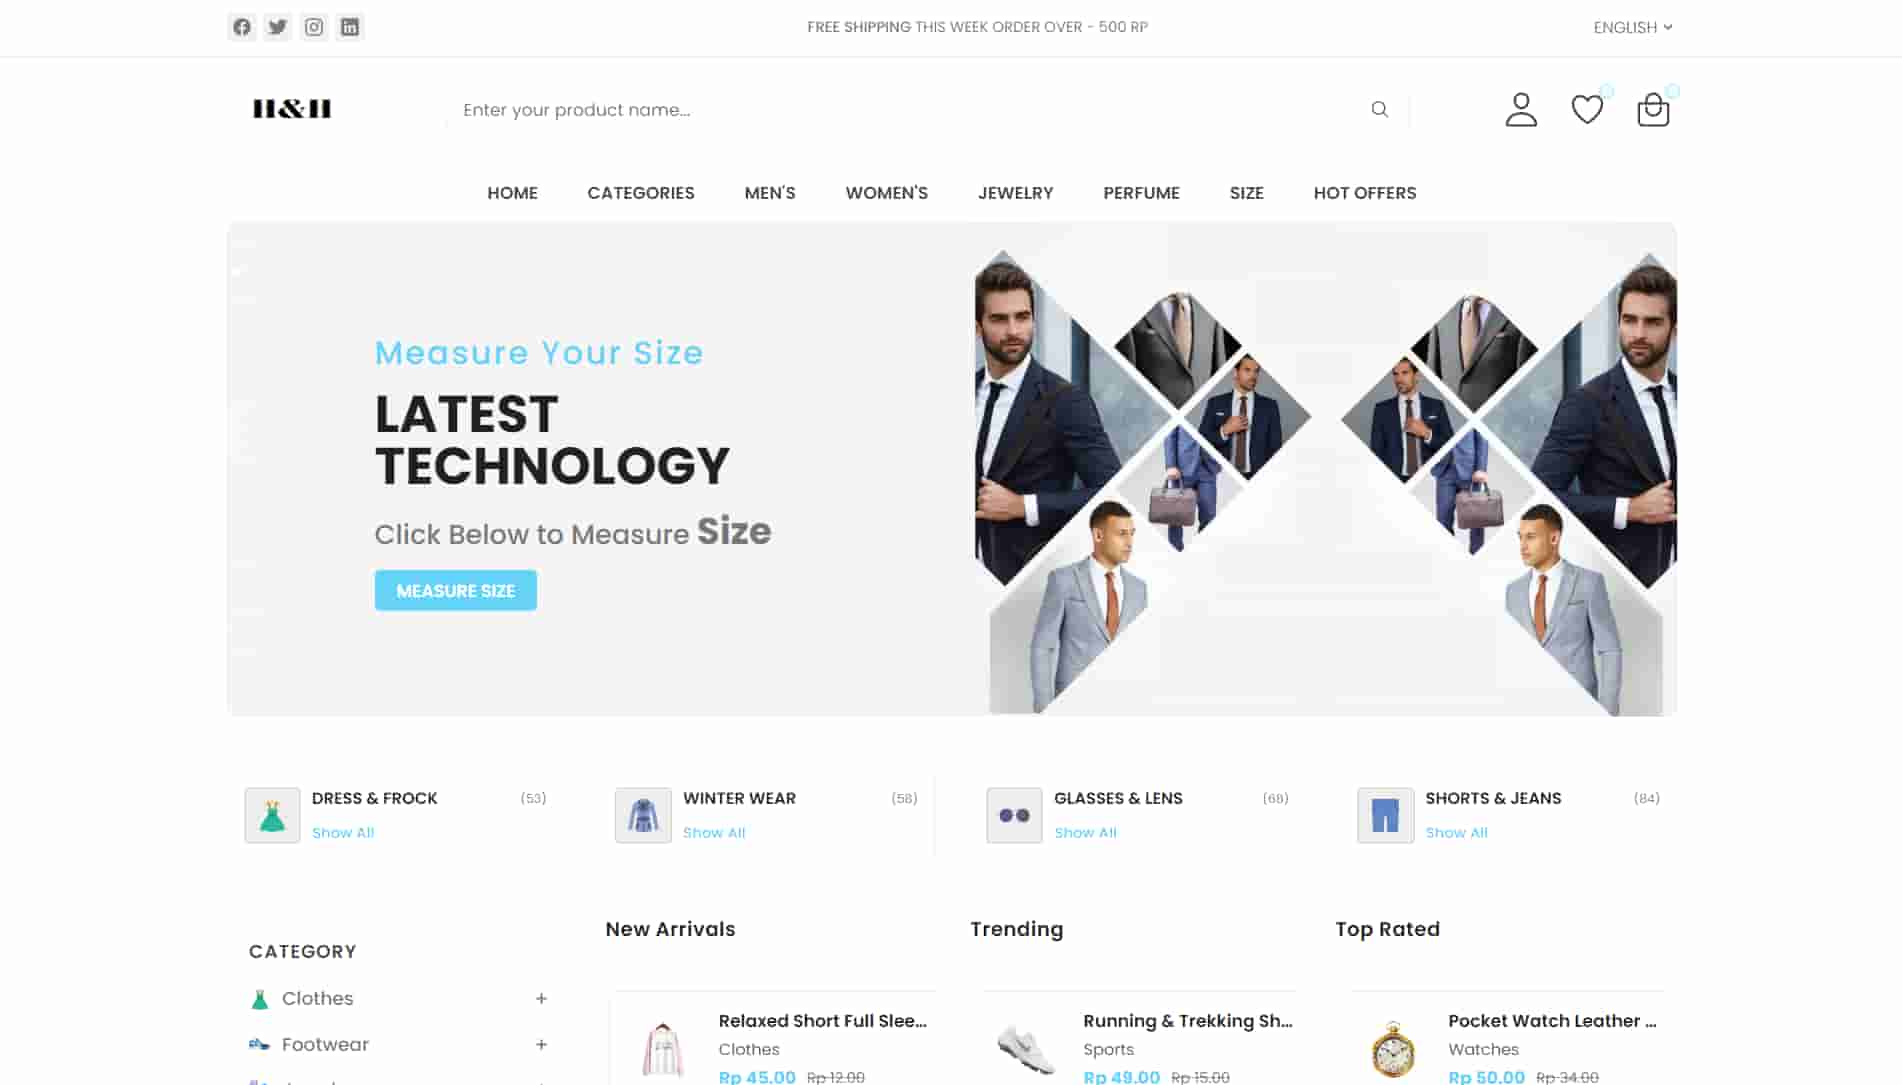 FREE SHIPPING THIS WEEK ORDER OVER - 500 RP
ENGLISH
H&H
Enter your product name...
HOME CATEGORIES MEN'S WOMEN'S JEWELRY PERFUME SIZE HOT OFFERS
Measure Your Size
LATEST
TECHNOLOGY
Click Below to Measure Size
MEASURE SIZE
DRESS & FROCK (53)
Show All
WINTER WEAR (58)
Show All
GLASSES & LENS (68)
Show All
SHORTS & JEANS (84)
Show All
CATEGORY
Clothes +
Footwear +
New Arrivals
Relaxed Short Full Slee...
Clothes
Rp 45.00 Rp 12.00
Trending
Running & Trekking Sh...
Sports
Rp 49.00 Rp 15.00
Top Rated
Pocket Watch Leather ...
Watches
Rp 50.00 Rp 34.00